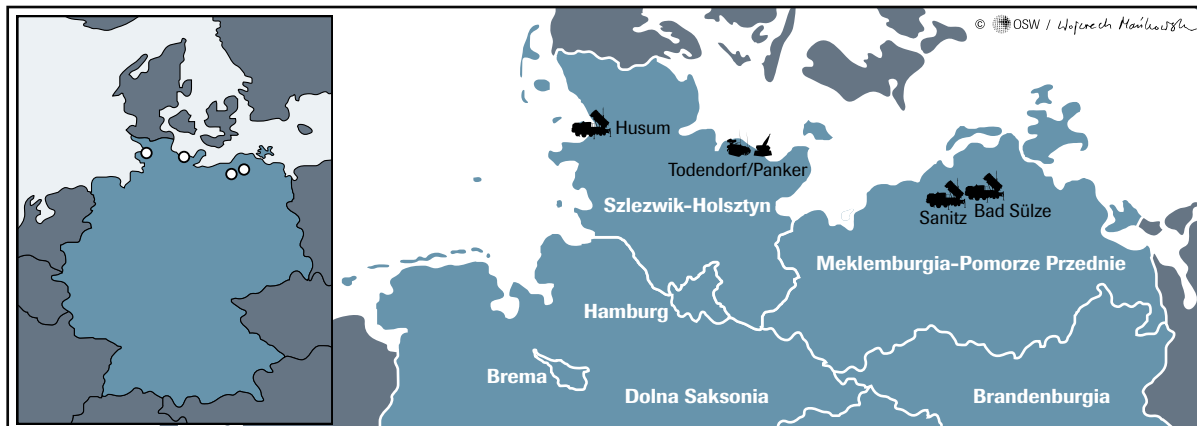 © OSW / Wojciech Mańkowski
Husum
Todendorf/Panker
Szlezwik-Holsztyn
Sanitz
Bad Sülze
Meklemburgia-Pomorze Przednie
Hamburg
Brema
Dolna Saksonia
Brandenburgia